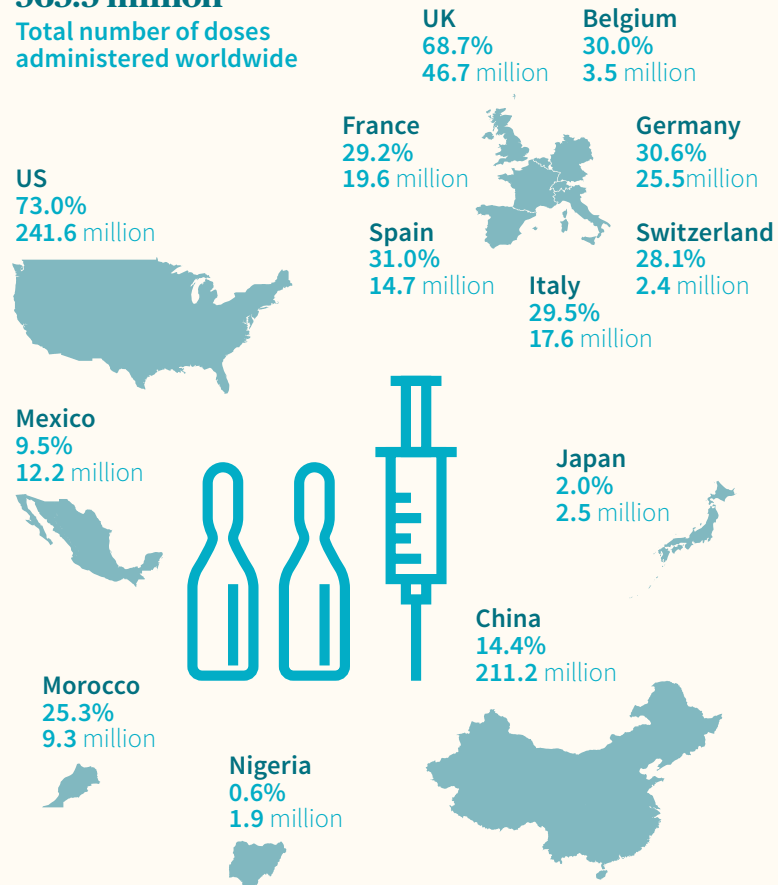 million
Total number of doses
administered worldwide
UK
68.7%
46.7 million
Belgium
30.0%
3.5 million
France
29.2%
19.6 million
Germany
30.6%
25.5million
US
73.0%
241.6 million
Spain
31.0%
14.7 million
Switzerland
28.1%
2.4 million
Italy
29.5%
17.6 million
Mexico
9.5%
12.2 million
Japan
2.0%
2.5 million
China
14.4%
211.2 million
Morocco
25.3%
9.3 million
Nigeria
0.6%
1.9 million